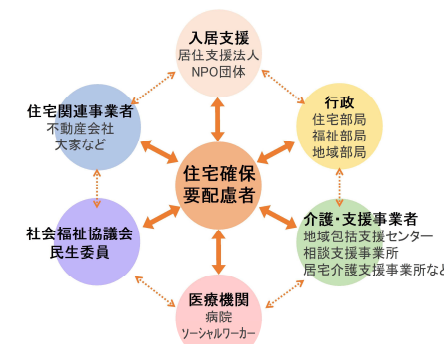 入居支援
居住支援法人
NPO団体
住宅関連事業者
不動産会社
大家など
行政
住宅部局
福祉部局
地域部局
住宅確保
要配慮者
社会福祉協議会
民生委員
介護・支援事業者
地域包括支援センター
相談支援事業所
居宅介護支援事業所など
医療機関
病院
ソーシャルワーカー